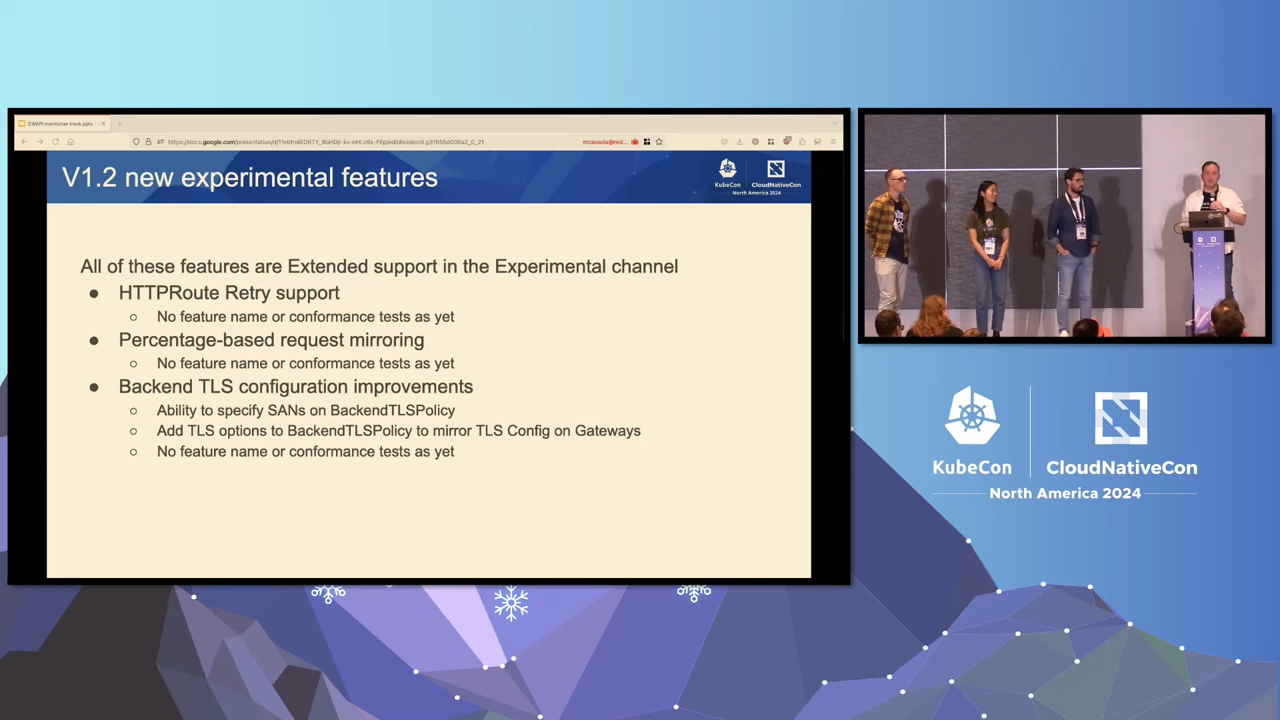 GWAPI maintainer track.pptx
V1.2 new experimental features
KubeCon
CloudNativeCon
North America 2024
All of these features are Extended support in the Experimental channel
● HTTPRoute Retry support
○ No feature name or conformance tests as yet
● Percentage-based request mirroring
○ No feature name or conformance tests as yet
● Backend TLS configuration improvements
○ Ability to specify SANs on BackendTLSPolicy
○ Add TLS options to BackendTLSPolicy to mirror TLS Config on Gateways
○ No feature name or conformance tests as yet
KubeCon
CloudNativeCon
North America 2024